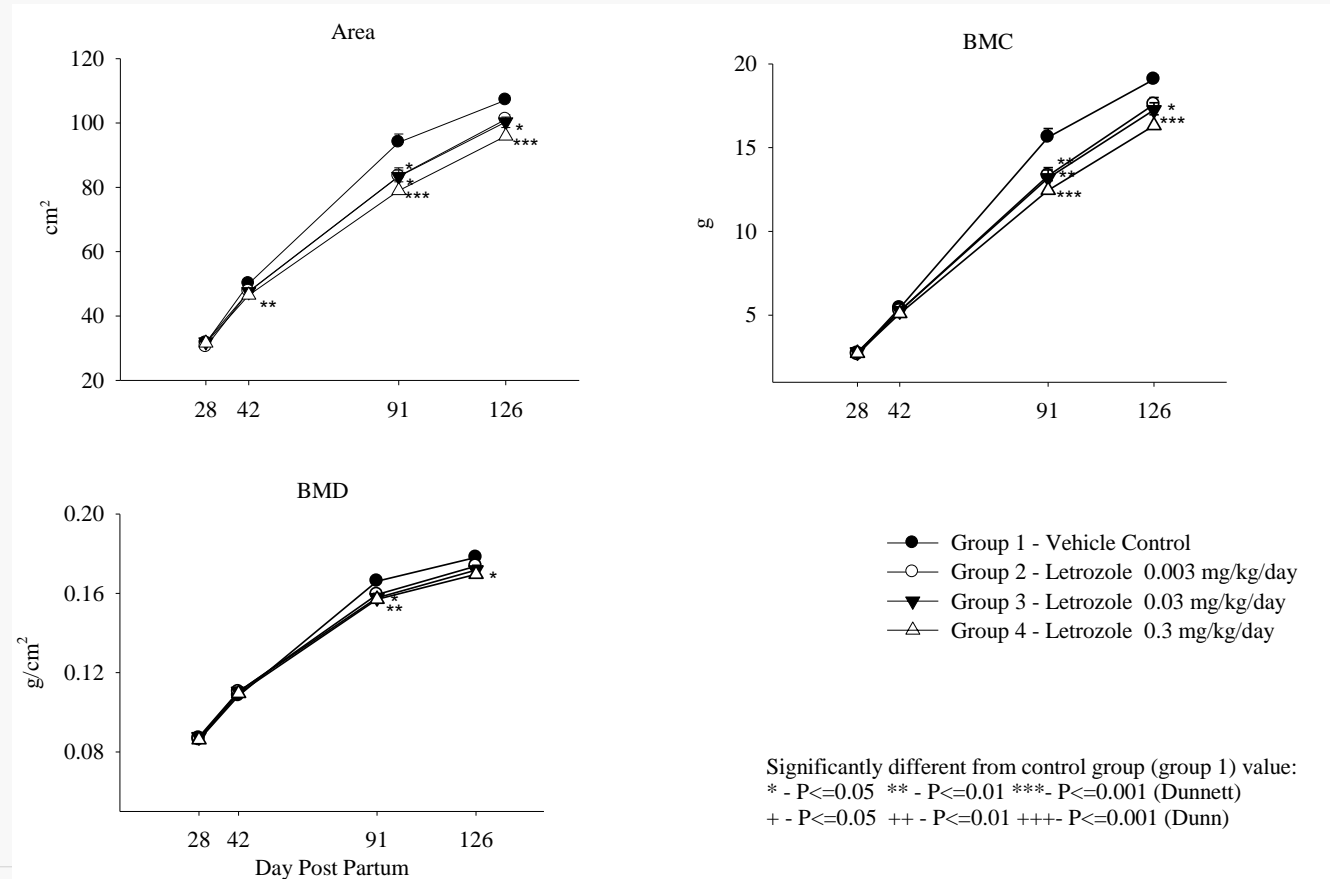 Area
120
100
80
60
40
20
cm²
*
*
***
*
***
**
28 42 91 126
BMC
20
15
10
5
g
**
**
***
*
***
28 42 91 126
BMD
0.20
0.16
0.12
0.08
g/cm²
*
**
*
28 42 91 126
Day Post Partum
Group 1 - Vehicle Control
Group 2 - Letrozole 0.003 mg/kg/day
Group 3 - Letrozole 0.03 mg/kg/day
Group 4 - Letrozole 0.3 mg/kg/day
Significantly different from control group (group 1) value:
* - P<=0.05 ** - P<=0.01 ***- P<=0.001 (Dunnett)
+ - P<=0.05 ++ - P<=0.01 +++- P<=0.001 (Dunn)